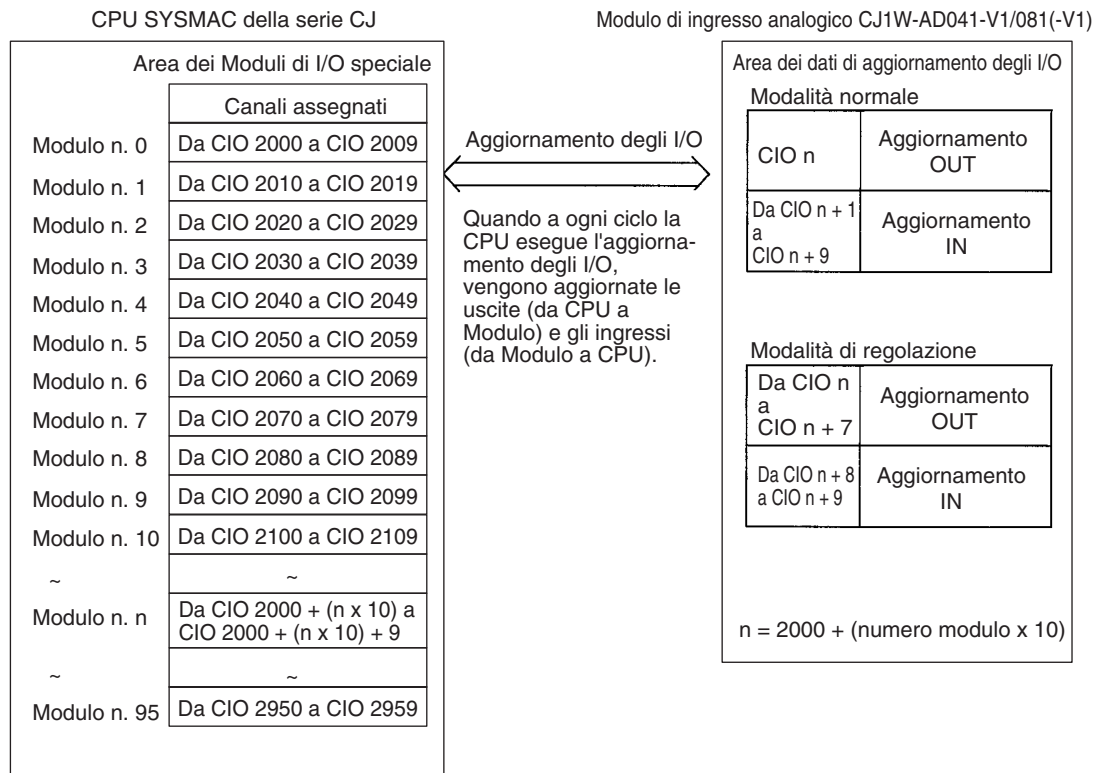 CPU SYSMAC della serie CJ
Modulo di ingresso analogico CJ1W-AD041-V1/081(-V1)
Area dei Moduli di I/O speciale
Canali assegnati
Modulo n. 0 Da CIO 2000 a CIO 2009
Modulo n. 1 Da CIO 2010 a CIO 2019
Modulo n. 2 Da CIO 2020 a CIO 2029
Modulo n. 3 Da CIO 2030 a CIO 2039
Modulo n. 4 Da CIO 2040 a CIO 2049
Modulo n. 5 Da CIO 2050 a CIO 2059
Modulo n. 6 Da CIO 2060 a CIO 2069
Modulo n. 7 Da CIO 2070 a CIO 2079
Modulo n. 8 Da CIO 2080 a CIO 2089
Modulo n. 9 Da CIO 2090 a CIO 2099
Modulo n. 10 Da CIO 2100 a CIO 2109
~ ~
Modulo n. n Da CIO 2000 + (n x 10) a
CIO 2000 + (n x 10) + 9
~ ~
Modulo n. 95 Da CIO 2950 a CIO 2959
Aggiornamento degli I/O
Quando a ogni ciclo la
CPU esegue l'aggiorna-
mento degli I/O,
vengono aggiornate le
uscite (da CPU a
Modulo) e gli ingressi
(da Modulo a CPU).
Area dei dati di aggiornamento degli I/O
Modalità normale
CIO n
Aggiornamento
OUT
Da CIO n + 1
a
CIO n + 9
Aggiornamento
IN
Modalità di regolazione
Da CIO n
a
CIO n + 7
Aggiornamento
OUT
Da CIO n + 8
a CIO n + 9
Aggiornamento
IN
n = 2000 + (numero modulo x 10)